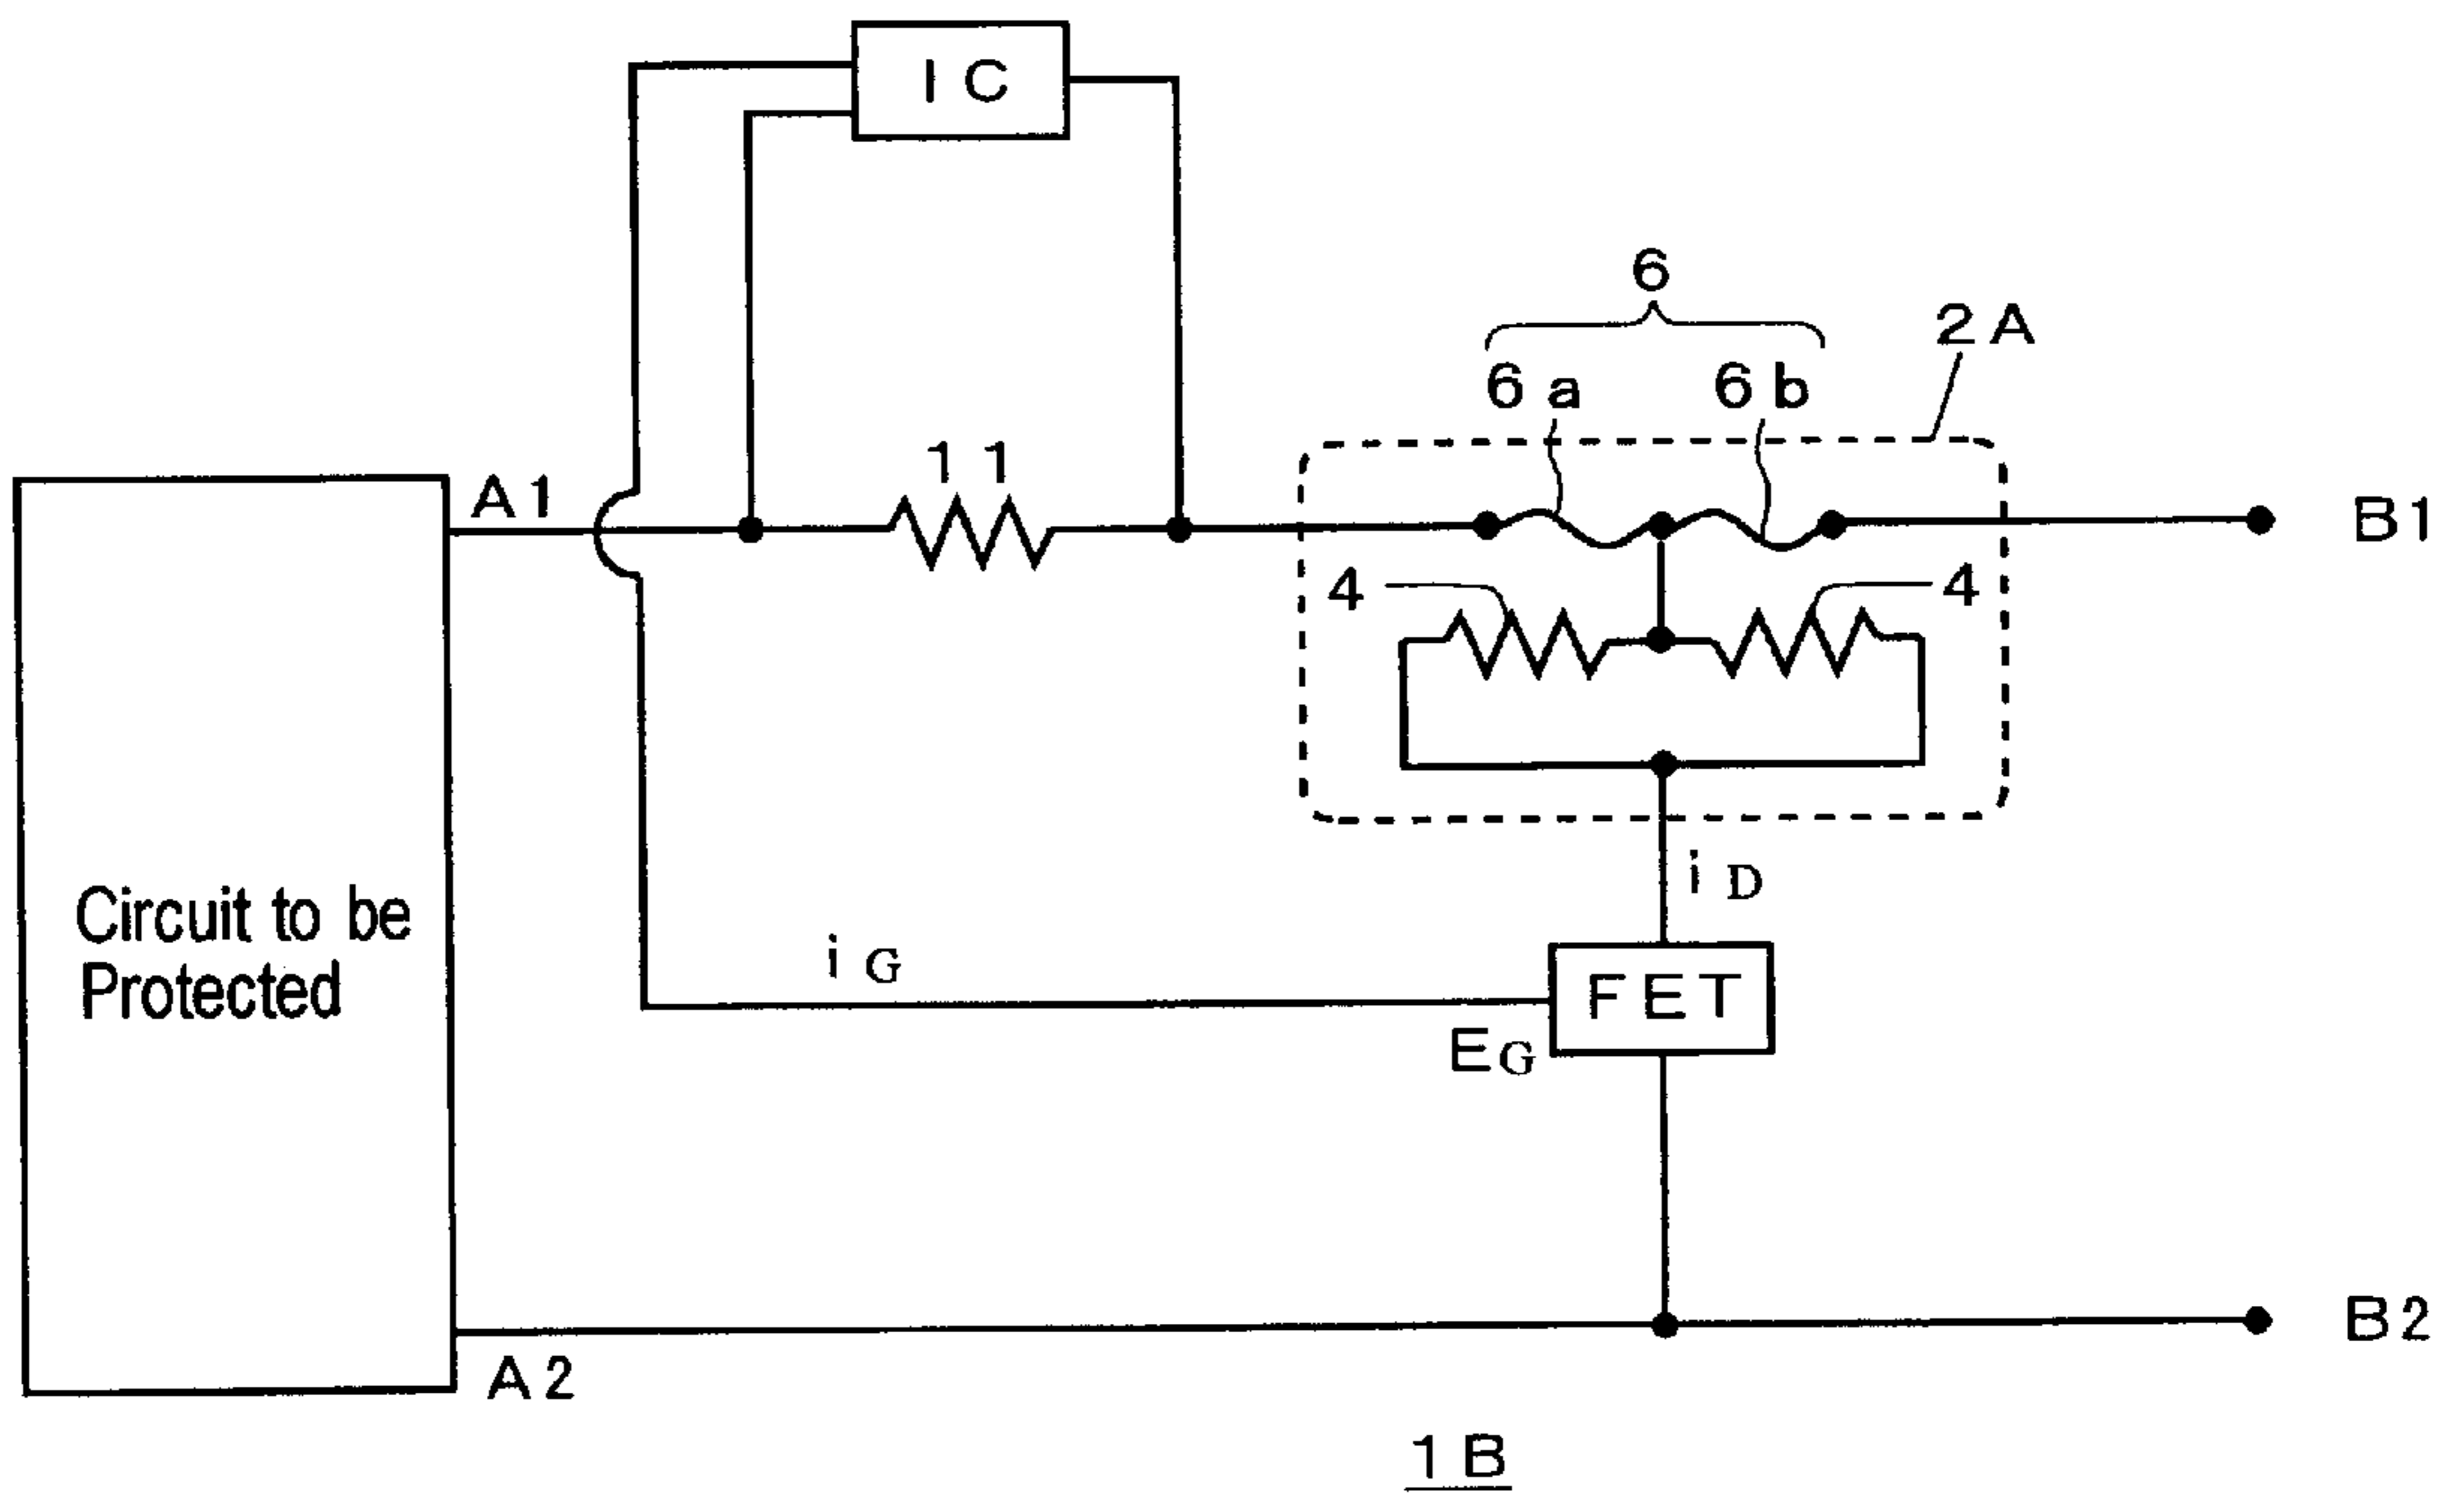 IC
6
6a 6b
2A
11
A1
B1
4 4
iD
Circuit to be
Protected
iG
FET
EG
B2
A2
1B